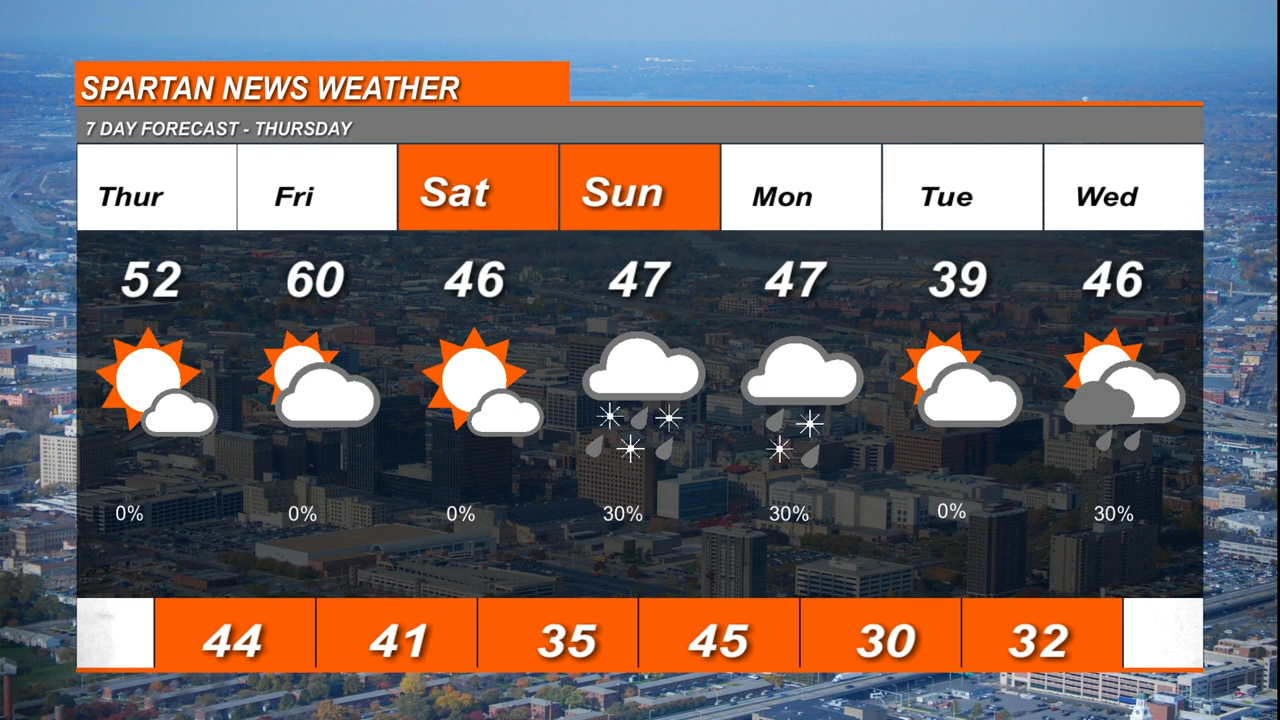 SPARTAN NEWS WEATHER
7 DAY FORECAST - THURSDAY
Thur Fri Sat Sun Mon Tue Wed
52 60 46 47 47 39 46
0% 0% 0% 30% 30% 0% 30%
44 41 35 45 30 32